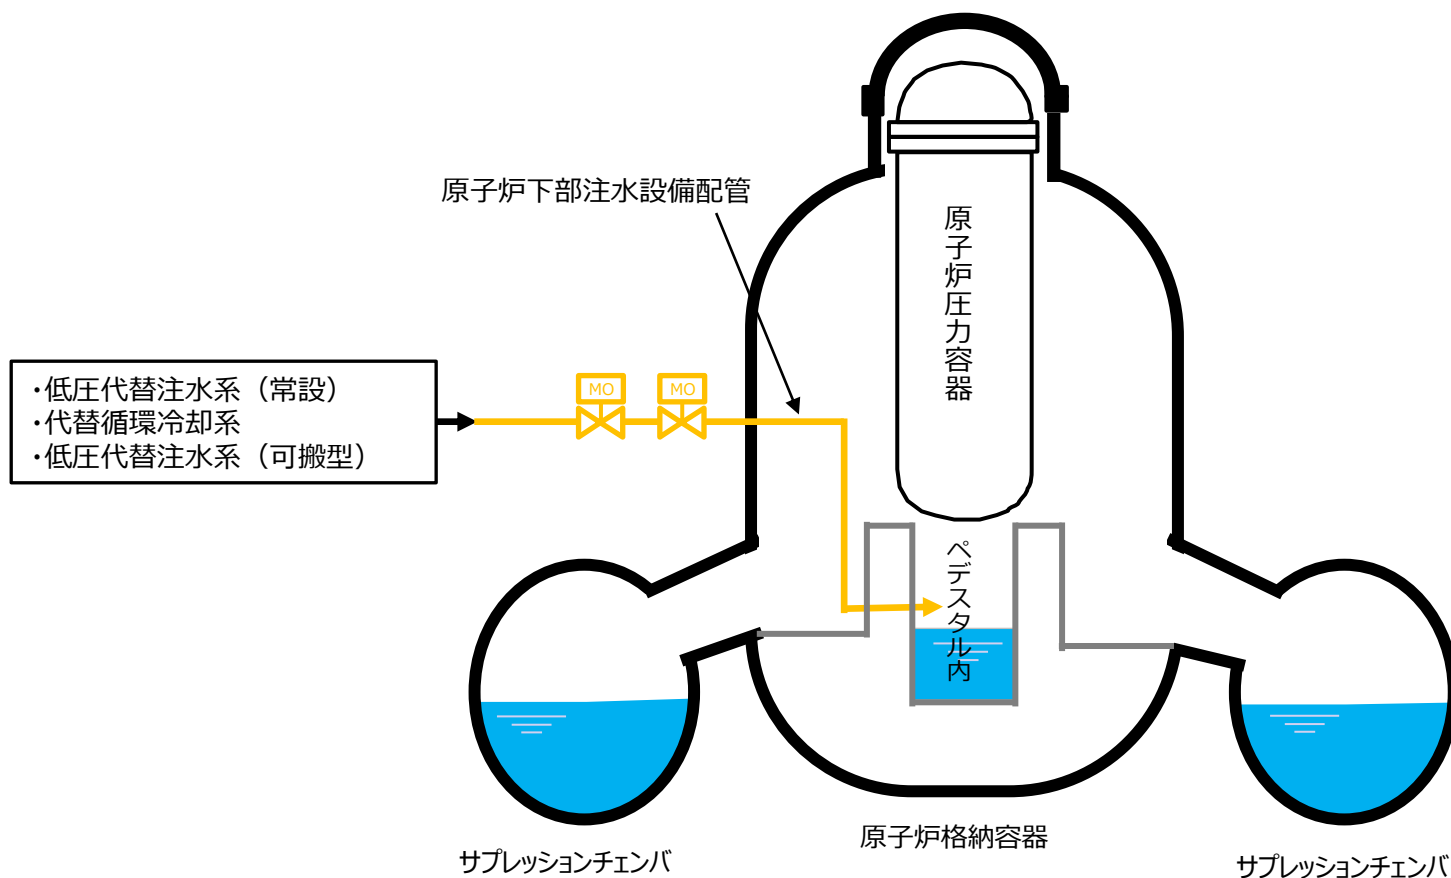 原子炉下部注水設備配管
原子炉圧力容器
・低圧代替注水系（常設）
・代替循環冷却系
・低圧代替注水系（可搬型）
MO
MO
ペデスタル内
原子炉格納容器
サプレッションチェンバ
サプレッションチェンバ